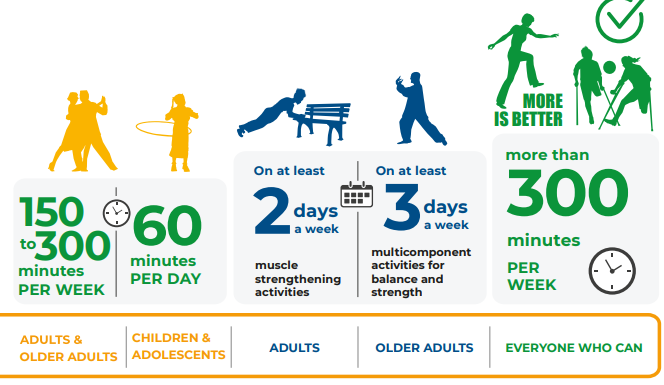 MORE
IS BETTER
150
to 300
minutes
PER WEEK
60
minutes
PER DAY
On at least
2 days
a week
muscle
strengthening
activities
On at least
3 days
a week
multicomponent
activities for
balance and
strength
more than
300
minutes
PER
WEEK
ADULTS &
OLDER ADULTS
CHILDREN &
ADOLESCENTS
ADULTS
OLDER ADULTS
EVERYONE WHO CAN